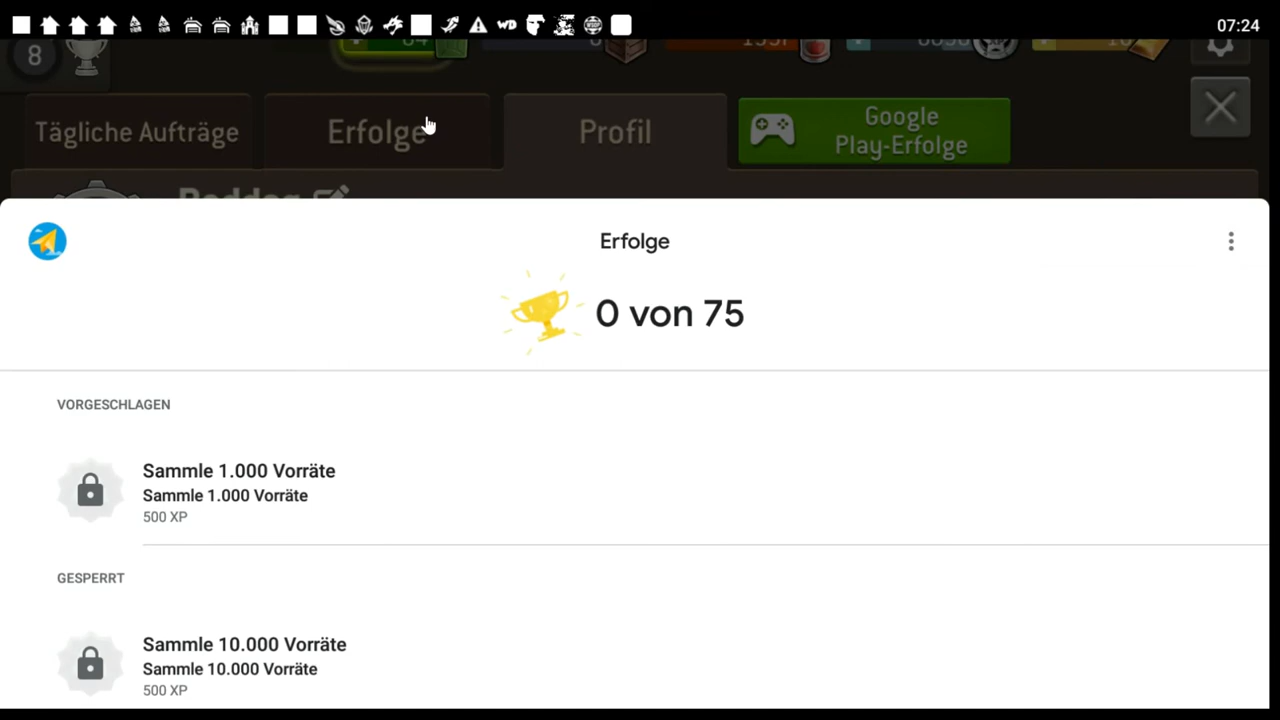 07:24
8
Tägliche Aufträge
Erfolge
Profil
Google
Play-Erfolge
Erfolge
0 von 75
VORGESCHLAGEN
Sammle 1.000 Vorräte
Sammle 1.000 Vorräte
500 XP
GESPERRT
Sammle 10.000 Vorräte
Sammle 10.000 Vorräte
500 XP